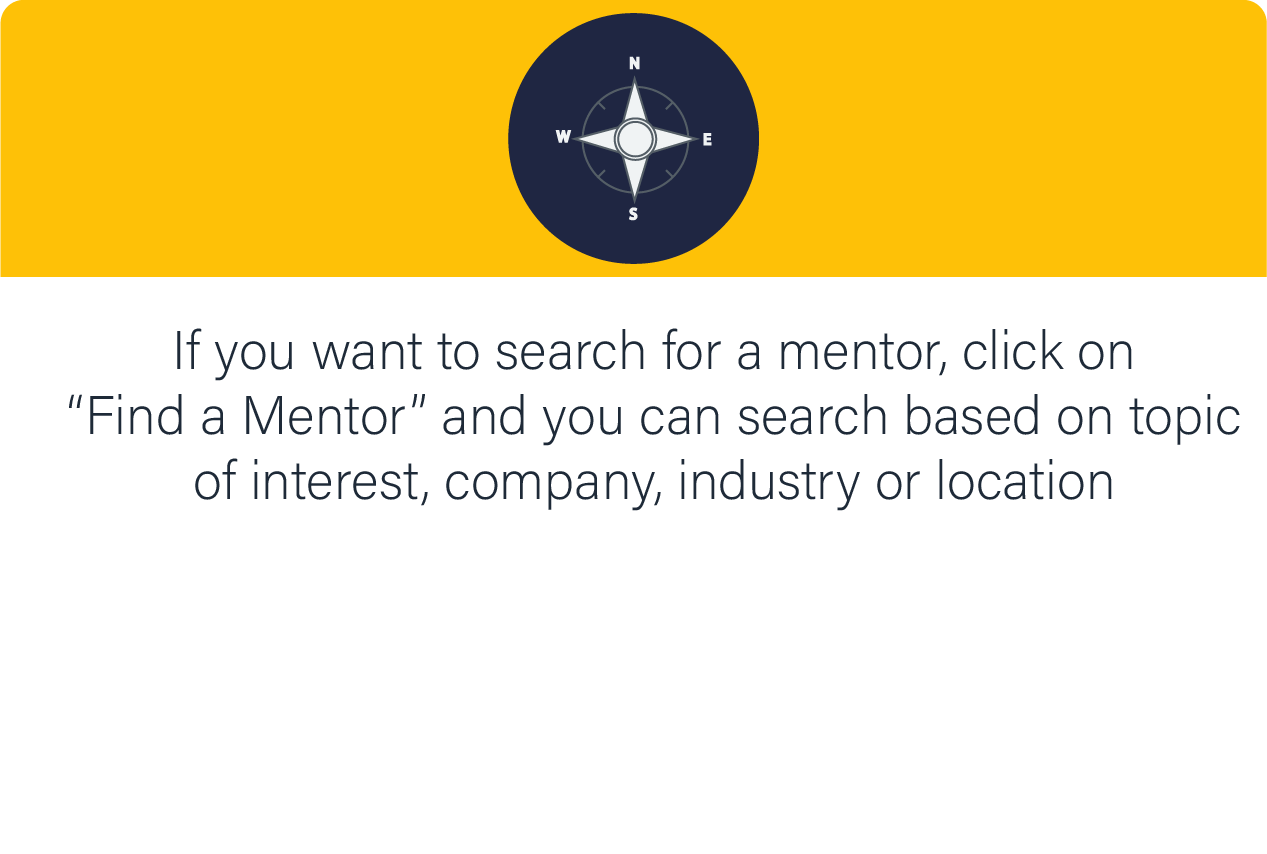 N
W E
S
If you want to search for a mentor, click on
“Find a Mentor” and you can search based on topic
of interest, company, industry or location